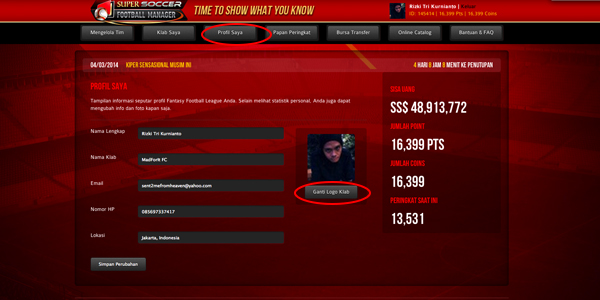 SUPER SOCCER
FOOTBALL MANAGER
TIME TO SHOW WHAT YOU KNOW
Rizki Tri Kurnianto |
ID: 145414 | 16,399 Pts | 16,399 Coins
Mengelola Tim
Klab Saya
Profil Saya
Papan Peringkat
Bursa Transfer
Online Catalog
Bantuan & FAQ
04/03/2014 KIPER SENSASIONAL MUSIM INI
4 HARI 8 JAM 8 MENIT KE PENUTUPAN
PROFIL SAYA
Tampilan informasi seputar profil Fantasy Football League Anda. Selain melihat statistik personal, Anda juga dapat
mengubah info dan foto kapan saja.
Nama Lengkap
Rizki Tri Kurnianto
Nama Klab
MadForIt FC
Email
sent2mefromheaven@yahoo.com
Nomor HP
085697337417
Lokasi
Jakarta, Indonesia
Simpan Perubahan
Ganti Logo Klab
SISA UANG
SS$ 48,913,772
JUMLAH POINT
16,399 PTS
JUMLAH COINS
16,399
PERINGKAT SAAT INI
13,531